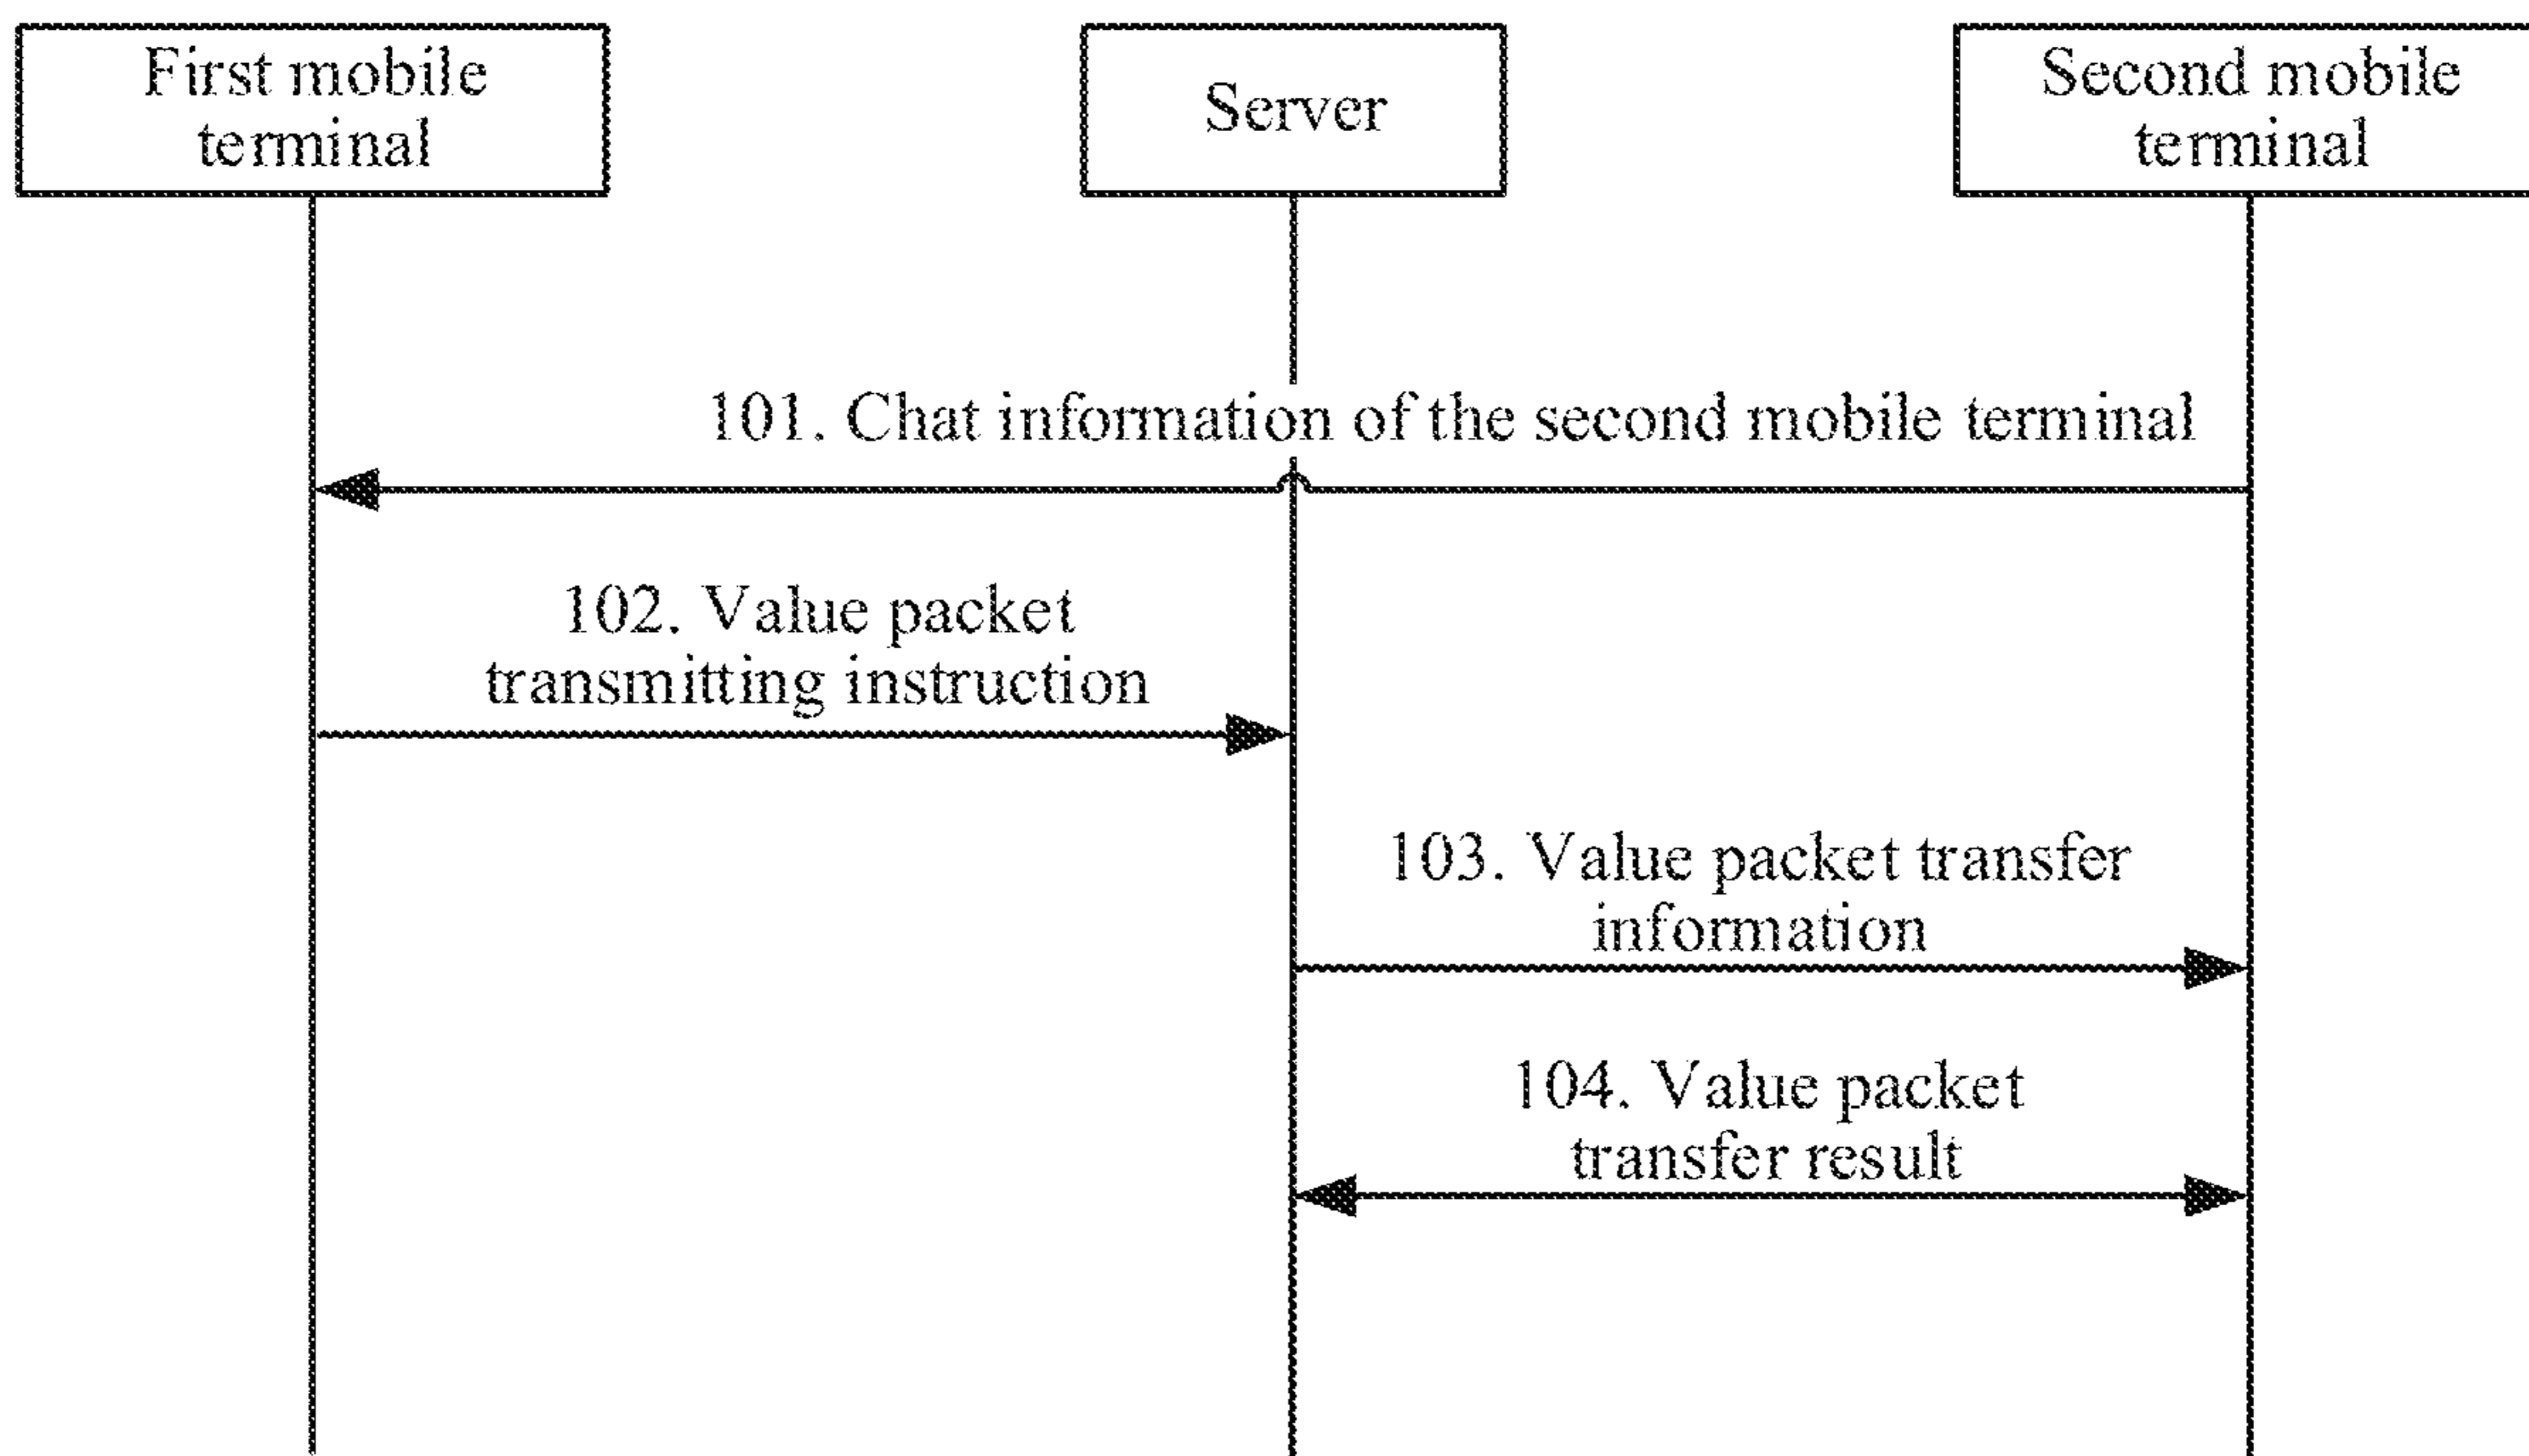 First mobile
terminal
Server
Second mobile
terminal
101. Chat information of the second mobile terminal
102. Value packet
transmitting instruction
103. Value packet transfer
information
104. Value packet
transfer result